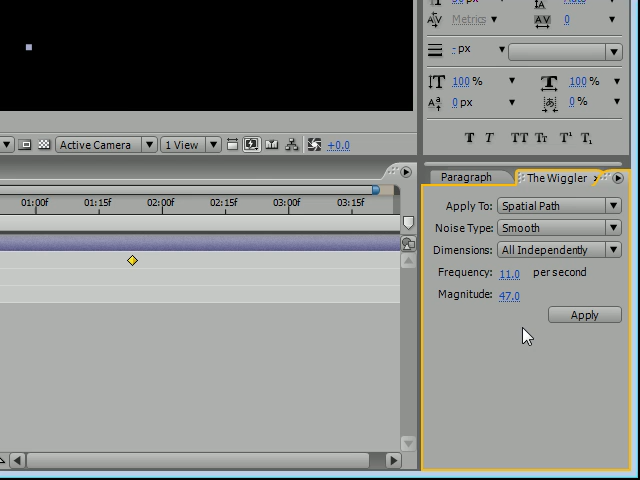 Metrics
0
- px
100 %
100 %
0 px
0 %
T T TT Tr T¹ T₁
Active Camera
1 View
+0.0
Paragraph
The Wiggler ×
01:00f 01:15f 02:00f 02:15f 03:00f 03:15f
Apply To: Spatial Path
Noise Type: Smooth
Dimensions: All Independently
Frequency: 11.0 per second
Magnitude: 47.0
Apply